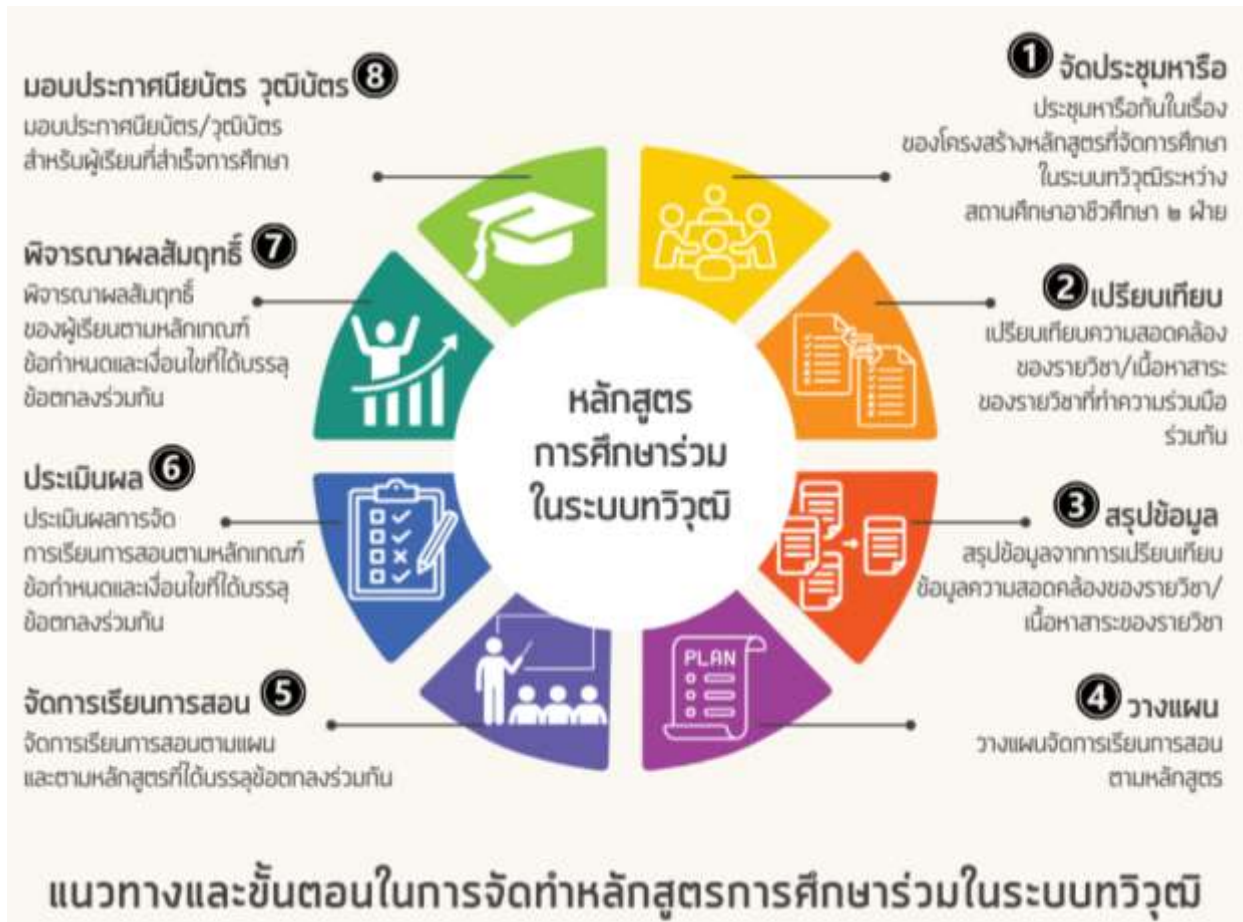 1 จัดประชุมหารือ
ประชุมหารือกันในเรื่อง
ของโครงสร้างหลักสูตรที่จัดการศึกษา
ในระบบทวิวุฒิระหว่าง
สถานศึกษาอาชีวศึกษา ๒ ฝ่าย
2 เปรียบเทียบ
เปรียบเทียบความสอดคล้อง
ของรายวิชา/เนื้อหาสาระ
ของรายวิชาที่ทำความร่วมมือ
ร่วมกัน
3 สรุปข้อมูล
สรุปข้อมูลจากการเปรียบเทียบ
ข้อมูลความสอดคล้องของรายวิชา/
เนื้อหาสาระของรายวิชา
PLAN
4 วางแผน
วางแผนจัดการเรียนการสอน
ตามหลักสูตร
จัดการเรียนการสอน 5
จัดการเรียนการสอนตามแผน
และตามหลักสูตรที่ได้บรรลุข้อตกลงร่วมกัน
ประเมินผล 6
ประเมินผลการจัด
การเรียนการสอนตามหลักเกณฑ์
ข้อกำหนดและเงื่อนไขที่ได้บรรลุ
ข้อตกลงร่วมกัน
พิจารณาผลสัมฤทธิ์ 7
พิจารณาผลสัมฤทธิ์
ของผู้เรียนตามหลักเกณฑ์
ข้อกำหนดและเงื่อนไขที่ได้บรรลุ
ข้อตกลงร่วมกัน
มอบประกาศนียบัตร วุฒิบัตร 8
มอบประกาศนียบัตร/วุฒิบัตร
สำหรับผู้เรียนที่สำเร็จการศึกษา
หลักสูตร
การศึกษาร่วม
ในระบบทวิวุฒิ
แนวทางและขั้นตอนในการจัดทำหลักสูตรการศึกษาร่วมในระบบทวิวุฒิ